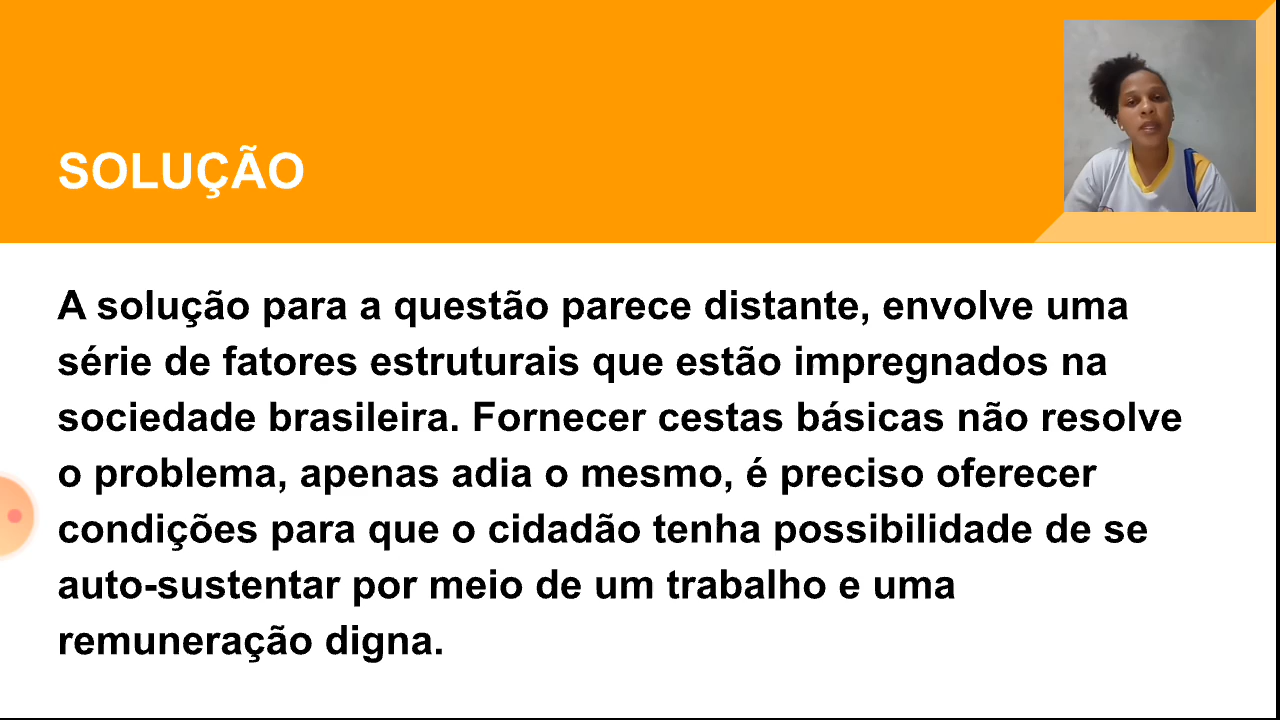 SOLUÇÃO
A solução para a questão parece distante, envolve uma
série de fatores estruturais que estão impregnados na
sociedade brasileira. Fornecer cestas básicas não resolve
o problema, apenas adia o mesmo, é preciso oferecer
condições para que o cidadão tenha possibilidade de se
auto-sustentar por meio de um trabalho e uma
remuneração digna.